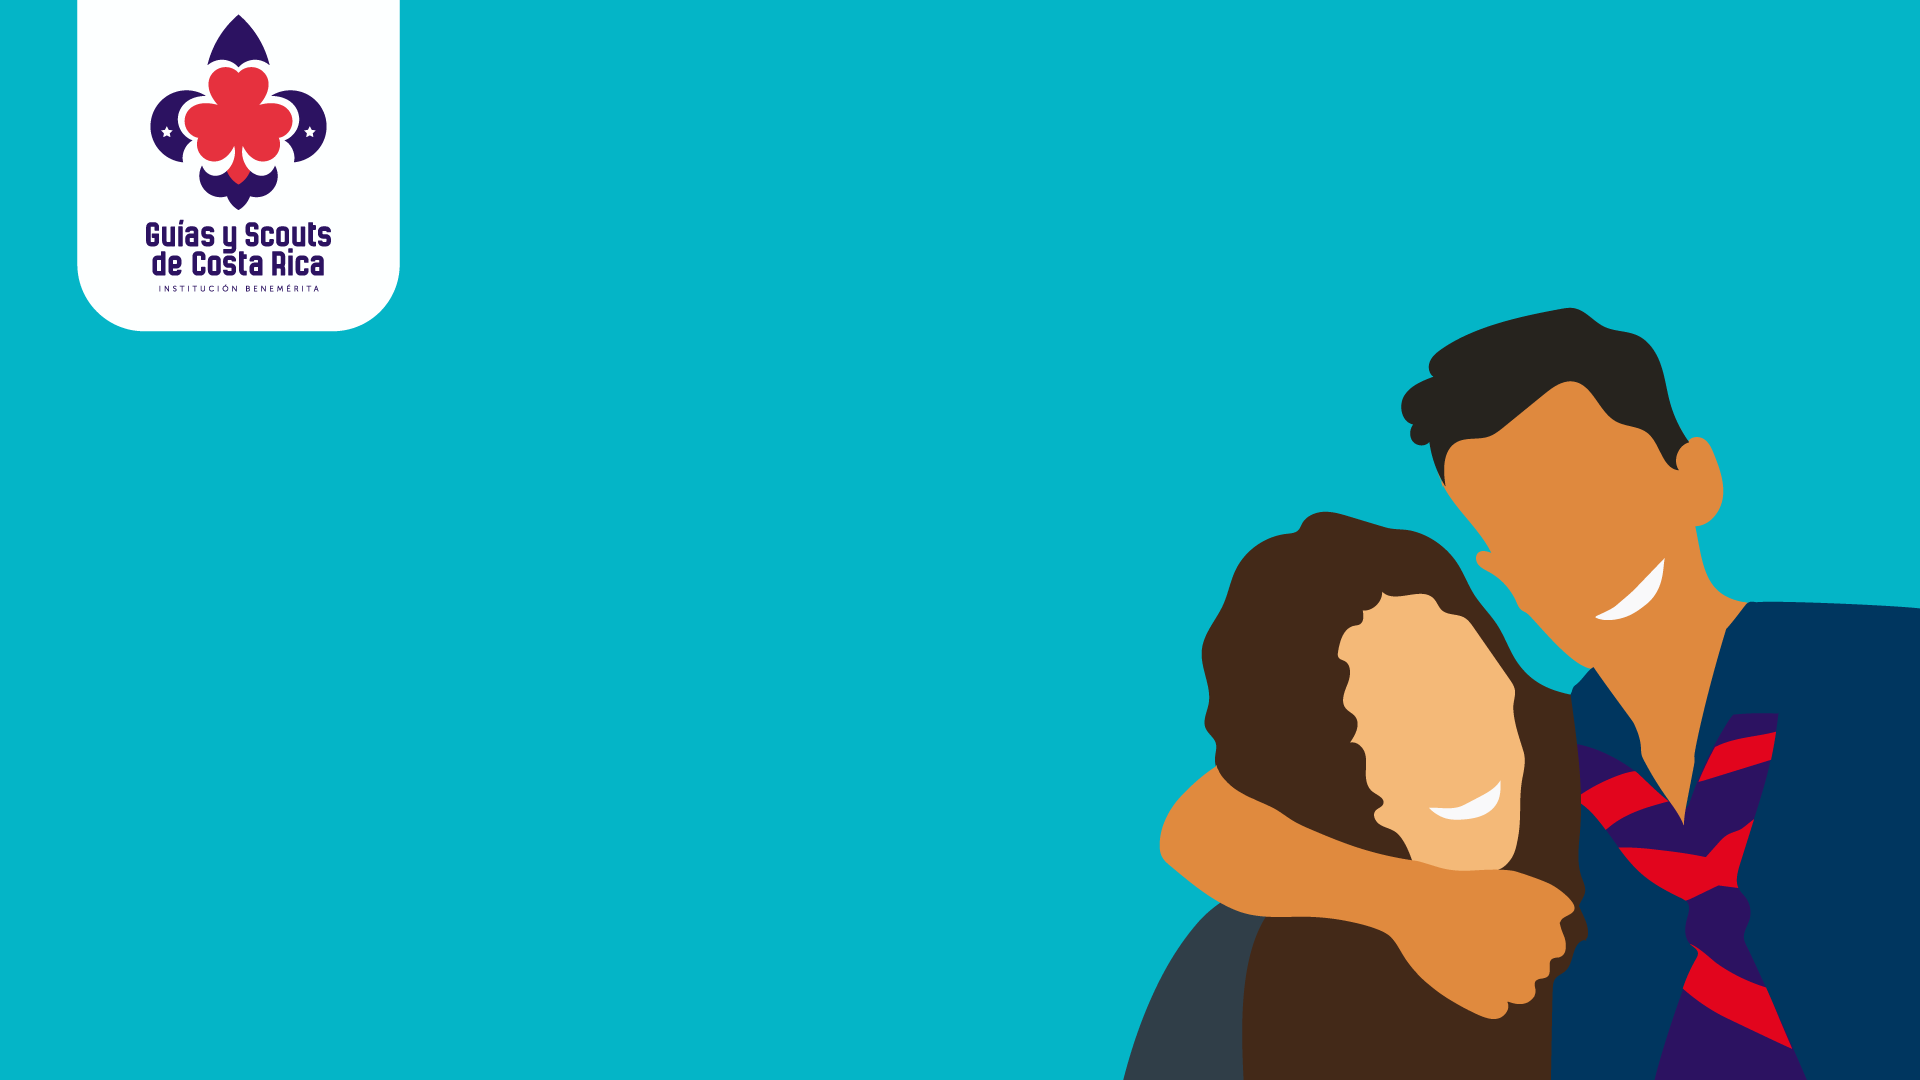 Guías y Scouts
de Costa Rica
INSTITUCIÓN BENEMÉRITA